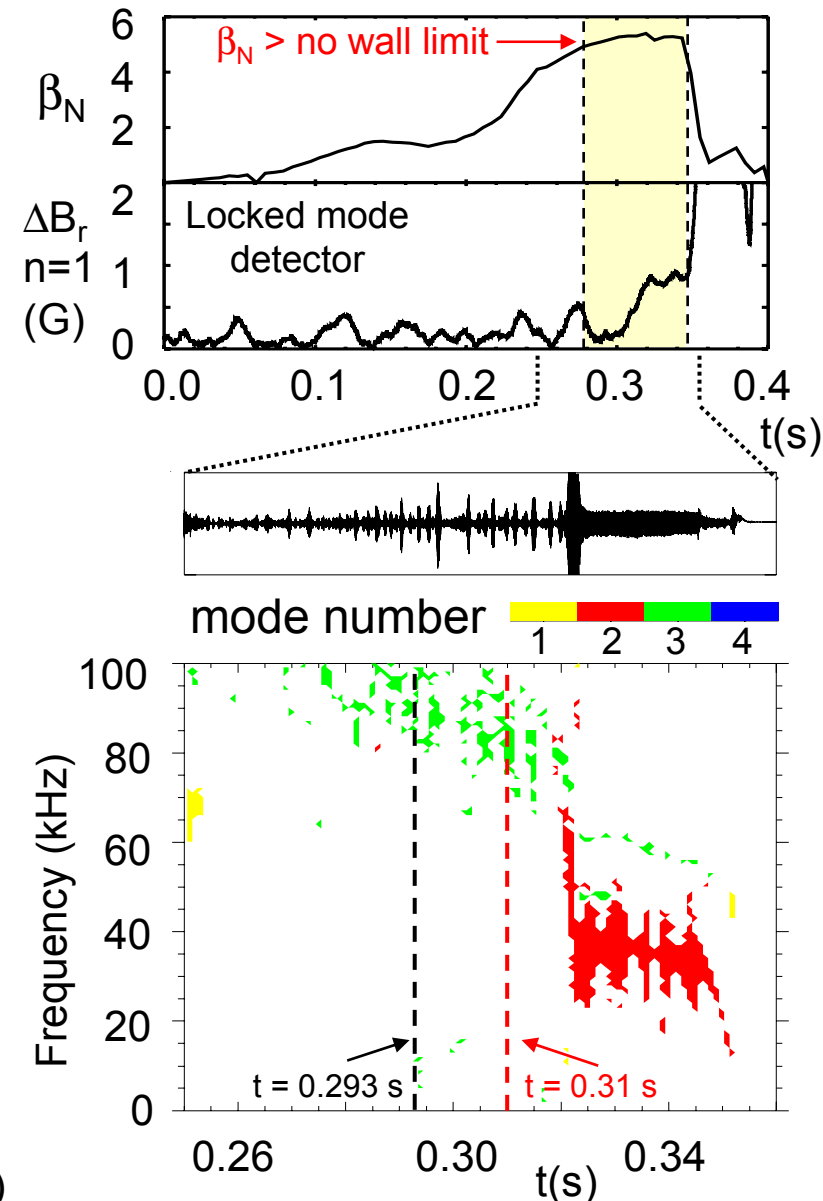 6
β_N > no wall limit
4
β_N
2
2
ΔB_r
Locked mode
n=1
detector
1
(G)
0
0.0 0.1 0.2 0.3 0.4
t(s)
mode number
1 2 3 4
100
80
60
40
20
0
Frequency (kHz)
t = 0.293 s
t = 0.31 s
0.26 0.30 0.34
t(s)
)